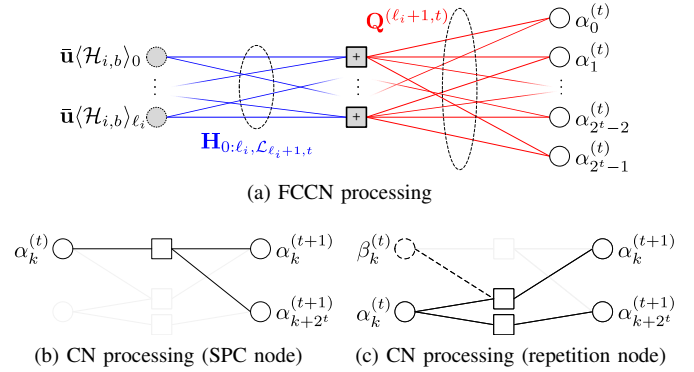 Q^(ℓ_i+1,t)
α_0^(t)
ū⟨ℋ_{i,b}⟩_0
+
α_1^(t)
⋮ ⋮ ⋮
ū⟨ℋ_{i,b}⟩_{ℓ_i}
+
α_{2^t−2}^(t)
H_{0:ℓ_i,ℒ_{ℓ_i+1,t}}
α_{2^t−1}^(t)
(a) FCCN processing
α_k^(t) α_k^(t+1)
α_{k+2^t}^(t+1)
(b) CN processing (SPC node)
β_k^(t) α_k^(t+1)
α_k^(t) α_{k+2^t}^(t+1)
(c) CN processing (repetition node)